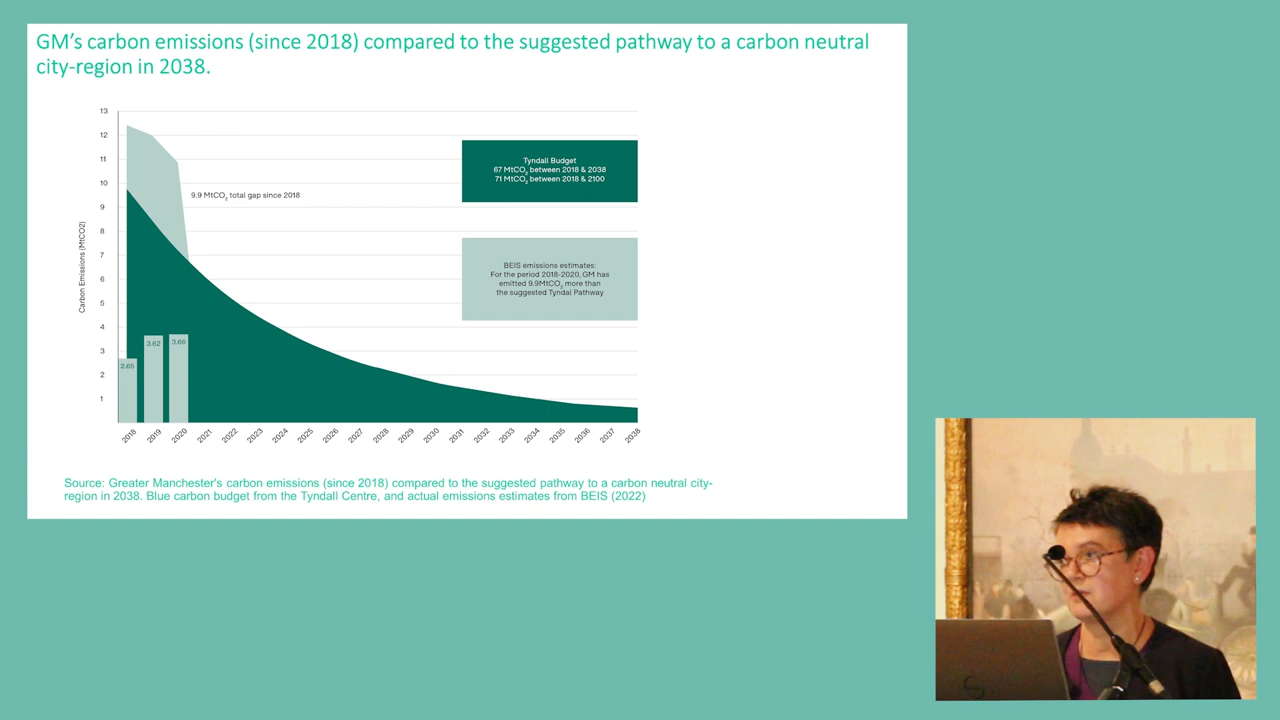 GM's carbon emissions (since 2018) compared to the suggested pathway to a carbon neutral
city-region in 2038.
13
12
11
10
9
8
7
6
5
4
3
2
1
Carbon Emissions (MtCO2)
9.9 MtCO₂ total gap since 2018
Tyndall Budget
67 MtCO₂ between 2018 & 2038
71 MtCO₂ between 2018 & 2100
BEIS emissions estimates:
For the period 2018-2020, GM has
emitted 9.9MtCO₂ more than
the suggested Tyndal Pathway
2.65
3.62
3.66
2018 2019 2020 2021 2022 2023 2024 2025 2026 2027 2028 2029 2030 2031 2032 2033 2034 2035 2036 2037 2038
Source: Greater Manchester's carbon emissions (since 2018) compared to the suggested pathway to a carbon neutral city-
region in 2038. Blue carbon budget from the Tyndall Centre, and actual emissions estimates from BEIS (2022)